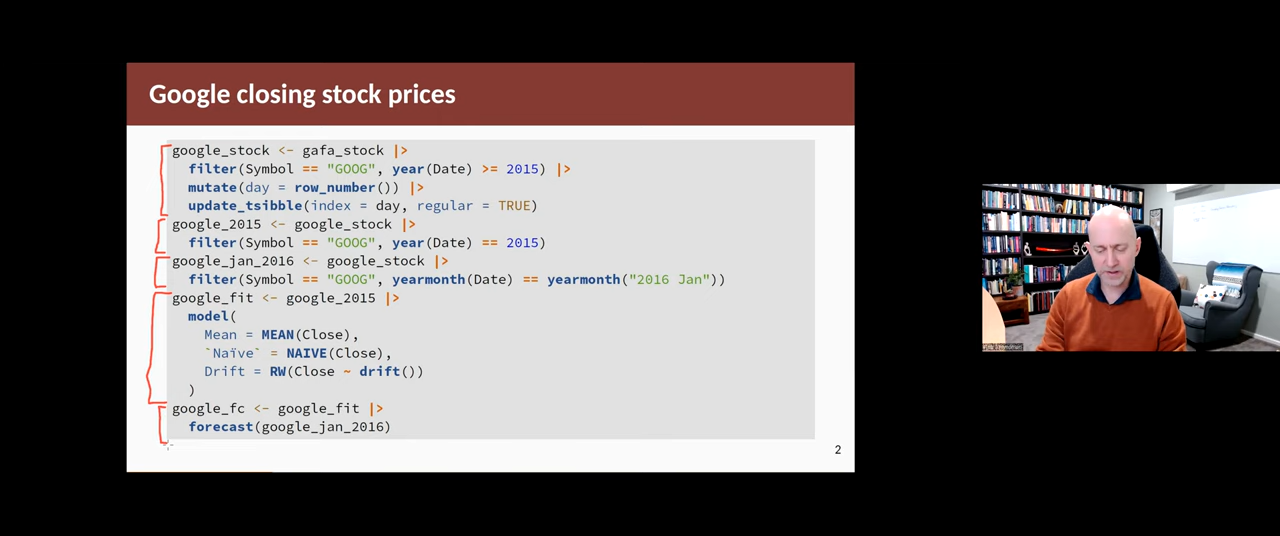 Google closing stock prices
google_stock <- gafa_stock |>
  filter(Symbol == "GOOG", year(Date) >= 2015) |>
  mutate(day = row_number()) |>
  update_tsibble(index = day, regular = TRUE)
google_2015 <- google_stock |>
  filter(Symbol == "GOOG", year(Date) == 2015)
google_jan_2016 <- google_stock |>
  filter(Symbol == "GOOG", yearmonth(Date) == yearmonth("2016 Jan"))
google_fit <- google_2015 |>
  model(
    Mean = MEAN(Close),
    `Naïve` = NAIVE(Close),
    Drift = RW(Close ~ drift())
  )
google_fc <- google_fit |>
  forecast(google_jan_2016)
2